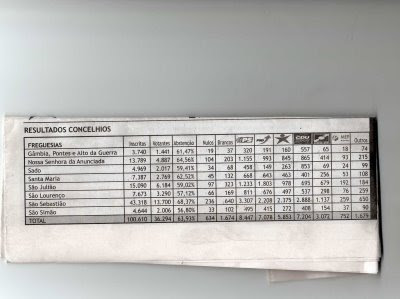 RESULTADOS CONCELHIOS
FREGUESIAS Inscritos Votantes Abstenção Nulos Brancos CDU MEP Outros
Gâmbia, Pontes e Alto da Guerra 3.740 1.441 61,47% 19 37 320 191 160 557 65 18 74
Nossa Senhora da Anunciada 13.789 4.887 64,56% 104 203 1.155 993 845 865 414 93 215
Sado 4.969 2.017 59,41% 34 68 458 149 263 853 69 24 99
Santa Maria 7.387 2.769 62,52% 45 132 668 643 463 401 256 53 108
São Julião 15.090 6.184 59,02% 97 323 1.233 1.803 978 695 679 192 184
São Lourenço 7.673 3.290 57,12% 169 811 676 497 537 298 76 259
São Sebastião 43.318 13.700 68,37% 236 640 3.307 2.208 2.375 2.888 1.137 259 650
São Simão 4.644 2.006 56,80% 33 102 495 415 272 408 154 37 90
TOTAL 100.610 36.294 63,93% 634 1.674 8.447 7.078 5.853 7.204 3.072 752 1.679